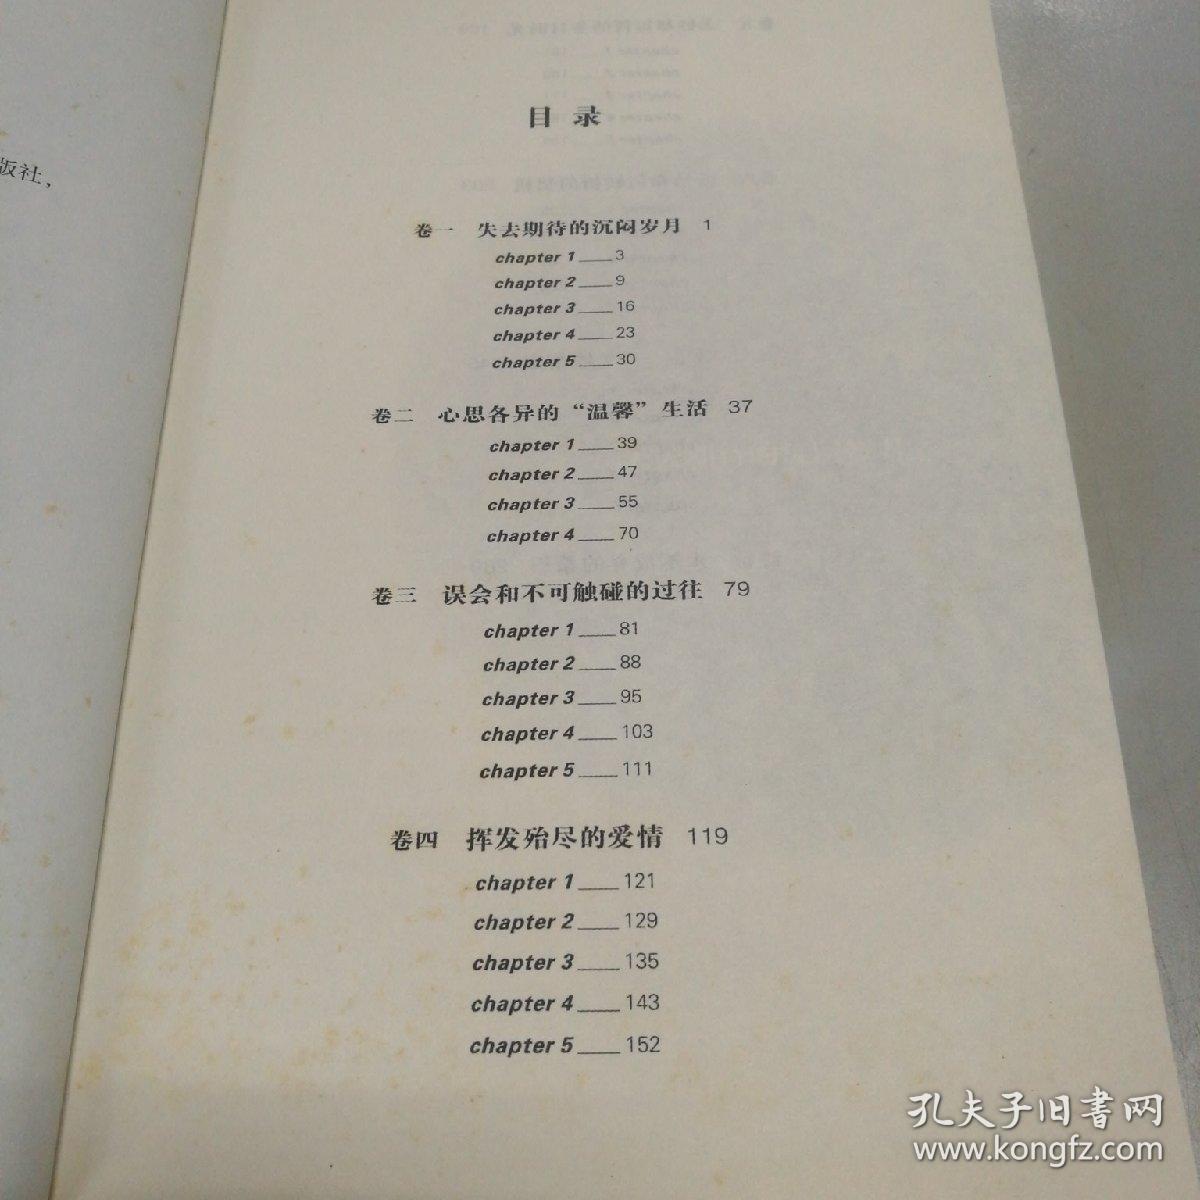 版社,
目录
卷一 失去期待的沉闷岁月 1
chapter 1 ____ 3
chapter 2 ____ 9
chapter 3 ____ 16
chapter 4 ____ 23
chapter 5 ____ 30
卷二 心思各异的“温馨”生活 37
chapter 1 ____ 39
chapter 2 ____ 47
chapter 3 ____ 55
chapter 4 ____ 70
卷三 误会和不可触碰的过往 79
chapter 1 ____ 81
chapter 2 ____ 88
chapter 3 ____ 95
chapter 4 ____ 103
chapter 5 ____ 111
卷四 挥发殆尽的爱情 119
chapter 1 ____ 121
chapter 2 ____ 129
chapter 3 ____ 135
chapter 4 ____ 143
chapter 5 ____ 152
孔夫子旧书网
www.kongfz.com